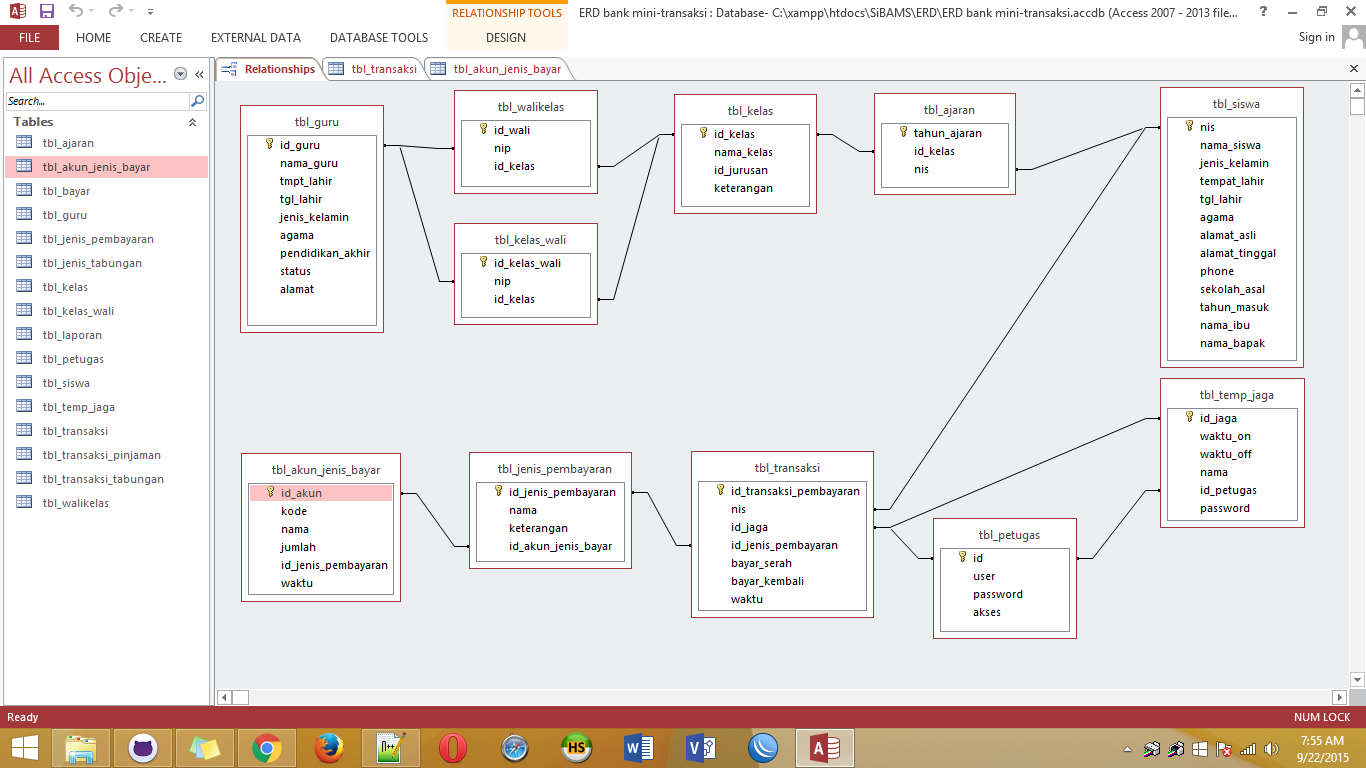 RELATIONSHIP TOOLS
ERD bank mini-transaksi : Database- C:\xampp\htdocs\SiBAMS\ERD\ERD bank mini-transaksi.accdb (Access 2007 - 2013 file...
?
FILE
HOME
CREATE
EXTERNAL DATA
DATABASE TOOLS
DESIGN
Sign in
All Access Obje...
Search...
Tables
tbl_ajaran
tbl_akun_jenis_bayar
tbl_bayar
tbl_guru
tbl_jenis_pembayaran
tbl_jenis_tabungan
tbl_kelas
tbl_kelas_wali
tbl_laporan
tbl_petugas
tbl_siswa
tbl_temp_jaga
tbl_transaksi
tbl_transaksi_pinjaman
tbl_transaksi_tabungan
tbl_walikelas
Relationships
tbl_transaksi
tbl_akun_jenis_bayar
tbl_guru
id_guru
nama_guru
tmpt_lahir
tgl_lahir
jenis_kelamin
agama
pendidikan_akhir
status
alamat
tbl_walikelas
id_wali
nip
id_kelas
tbl_kelas_wali
id_kelas_wali
nip
id_kelas
tbl_kelas
id_kelas
nama_kelas
id_jurusan
keterangan
tbl_ajaran
tahun_ajaran
id_kelas
nis
tbl_siswa
nis
nama_siswa
jenis_kelamin
tempat_lahir
tgl_lahir
agama
alamat_asli
alamat_tinggal
phone
sekolah_asal
tahun_masuk
nama_ibu
nama_bapak
tbl_akun_jenis_bayar
id_akun
kode
nama
jumlah
id_jenis_pembayaran
waktu
tbl_jenis_pembayaran
id_jenis_pembayaran
nama
keterangan
id_akun_jenis_bayar
tbl_transaksi
id_transaksi_pembayaran
nis
id_jaga
id_jenis_pembayaran
bayar_serah
bayar_kembali
waktu
tbl_petugas
id
user
password
akses
tbl_temp_jaga
id_jaga
waktu_on
waktu_off
nama
id_petugas
password
Ready
NUM LOCK
HS
7:55 AM
9/22/2015